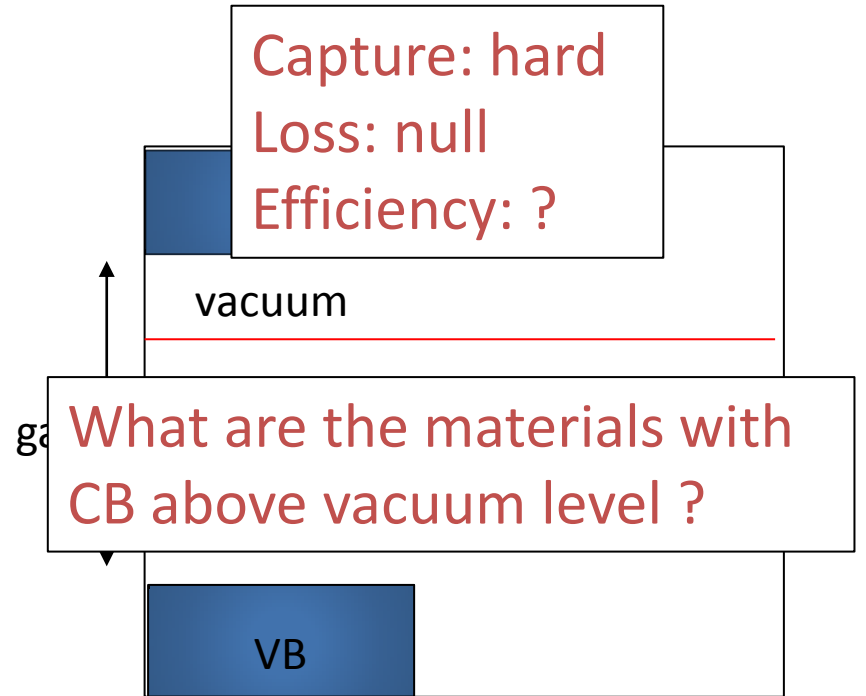 Capture: hard
Loss: null
Efficiency: ?
vacuum
What are the materials with
CB above vacuum level ?
VB